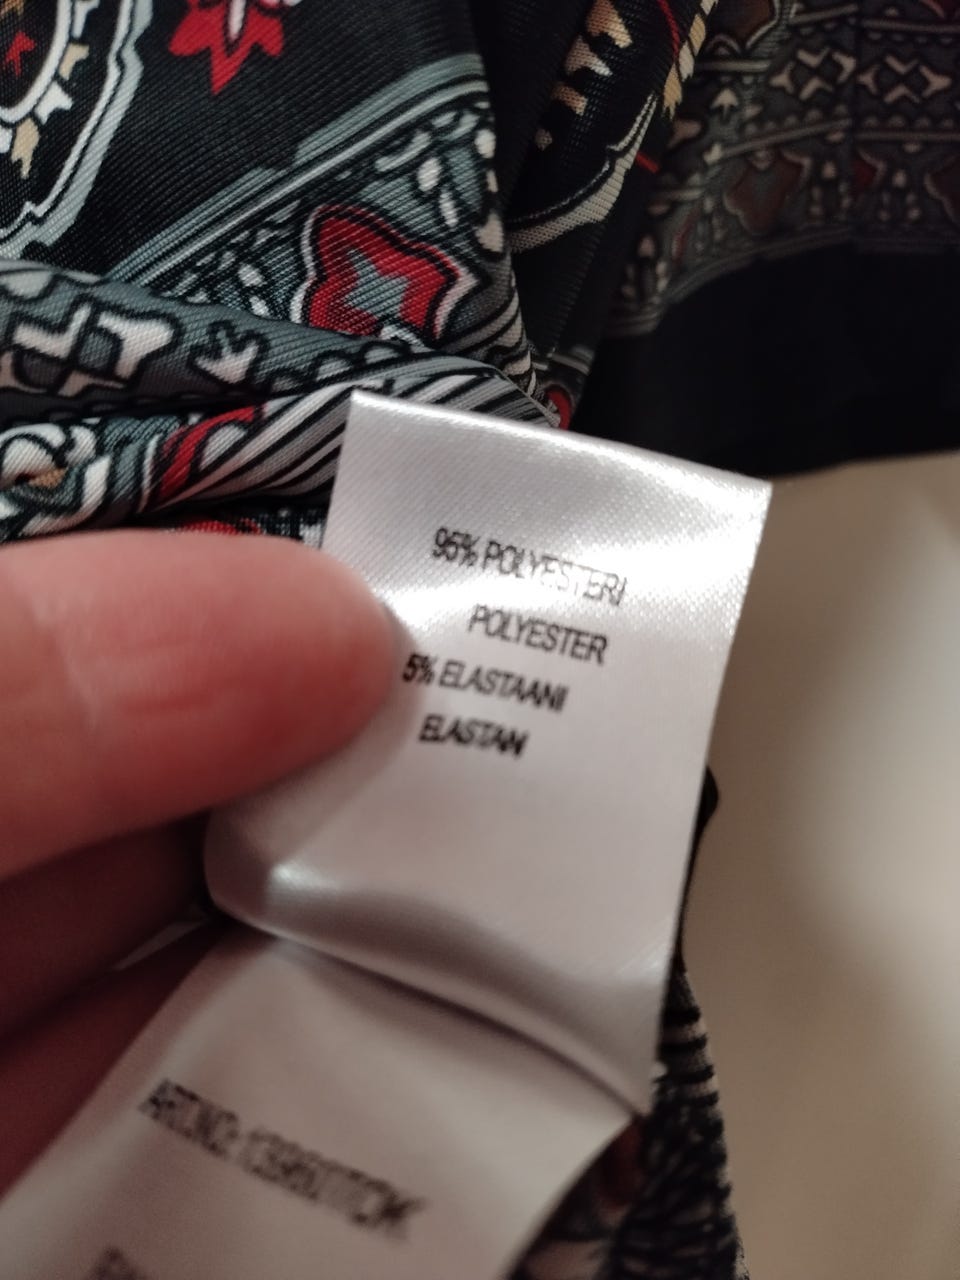 95% POLYESTERI
POLYESTER
5% ELASTAANI
ELASTAN